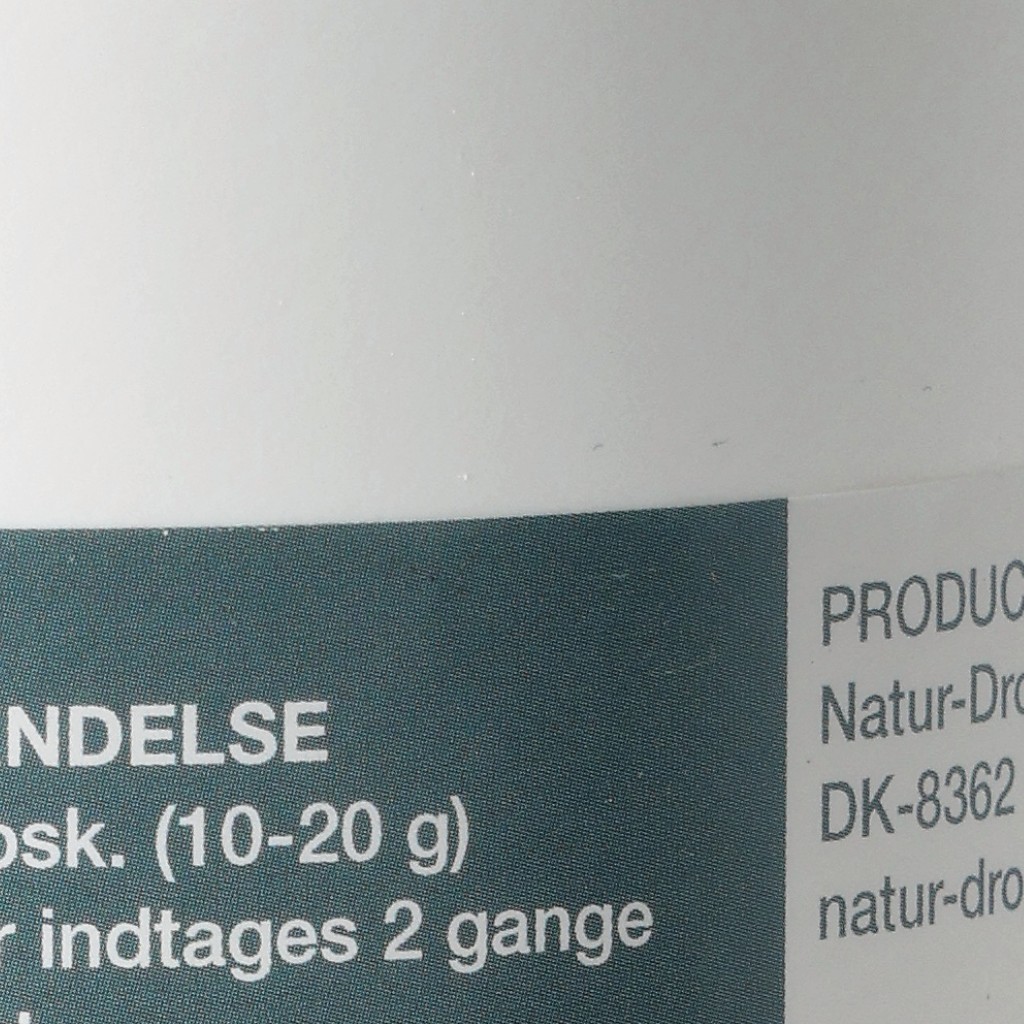 NDELSE
osk. (10-20 g)
r indtages 2 gange
PRODUC
Natur-Dro
DK-8362
natur-dro